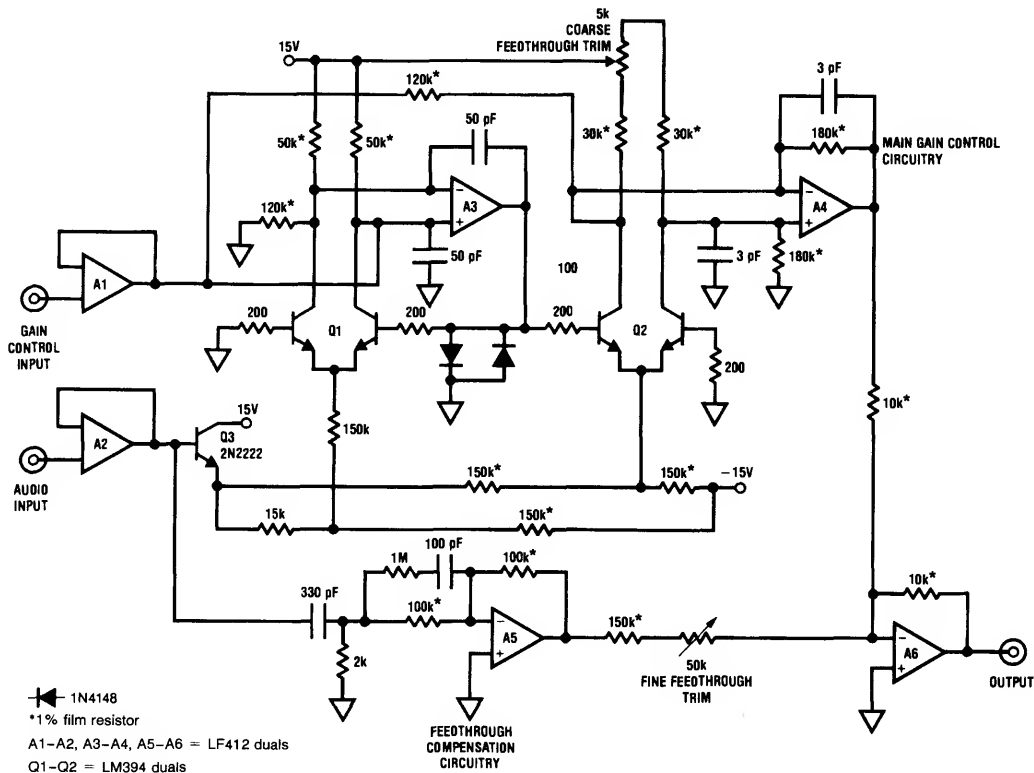 5k
COARSE
FEEDTHROUGH TRIM
15V
120k*
3 pF
50k*
50k*
50 pF
30k*
30k*
180k*
MAIN GAIN CONTROL
CIRCUITRY
120k*
A3
A4
50 pF
3 pF
180k*
100
A1
GAIN
CONTROL
INPUT
200
Q1
200
200
Q2
200
10k*
A2
15V
Q3
2N2222
150k
150k*
150k*
−15V
AUDIO
INPUT
15k
150k*
100 pF
1M
100k*
330 pF
100k*
10k*
A5
150k*
2k
50k
FINE FEEDTHROUGH
TRIM
A6
OUTPUT
1N4148
*1% film resistor
A1–A2, A3–A4, A5–A6 = LF412 duals
Q1–Q2 = LM394 duals
FEEDTHROUGH
COMPENSATION
CIRCUITRY